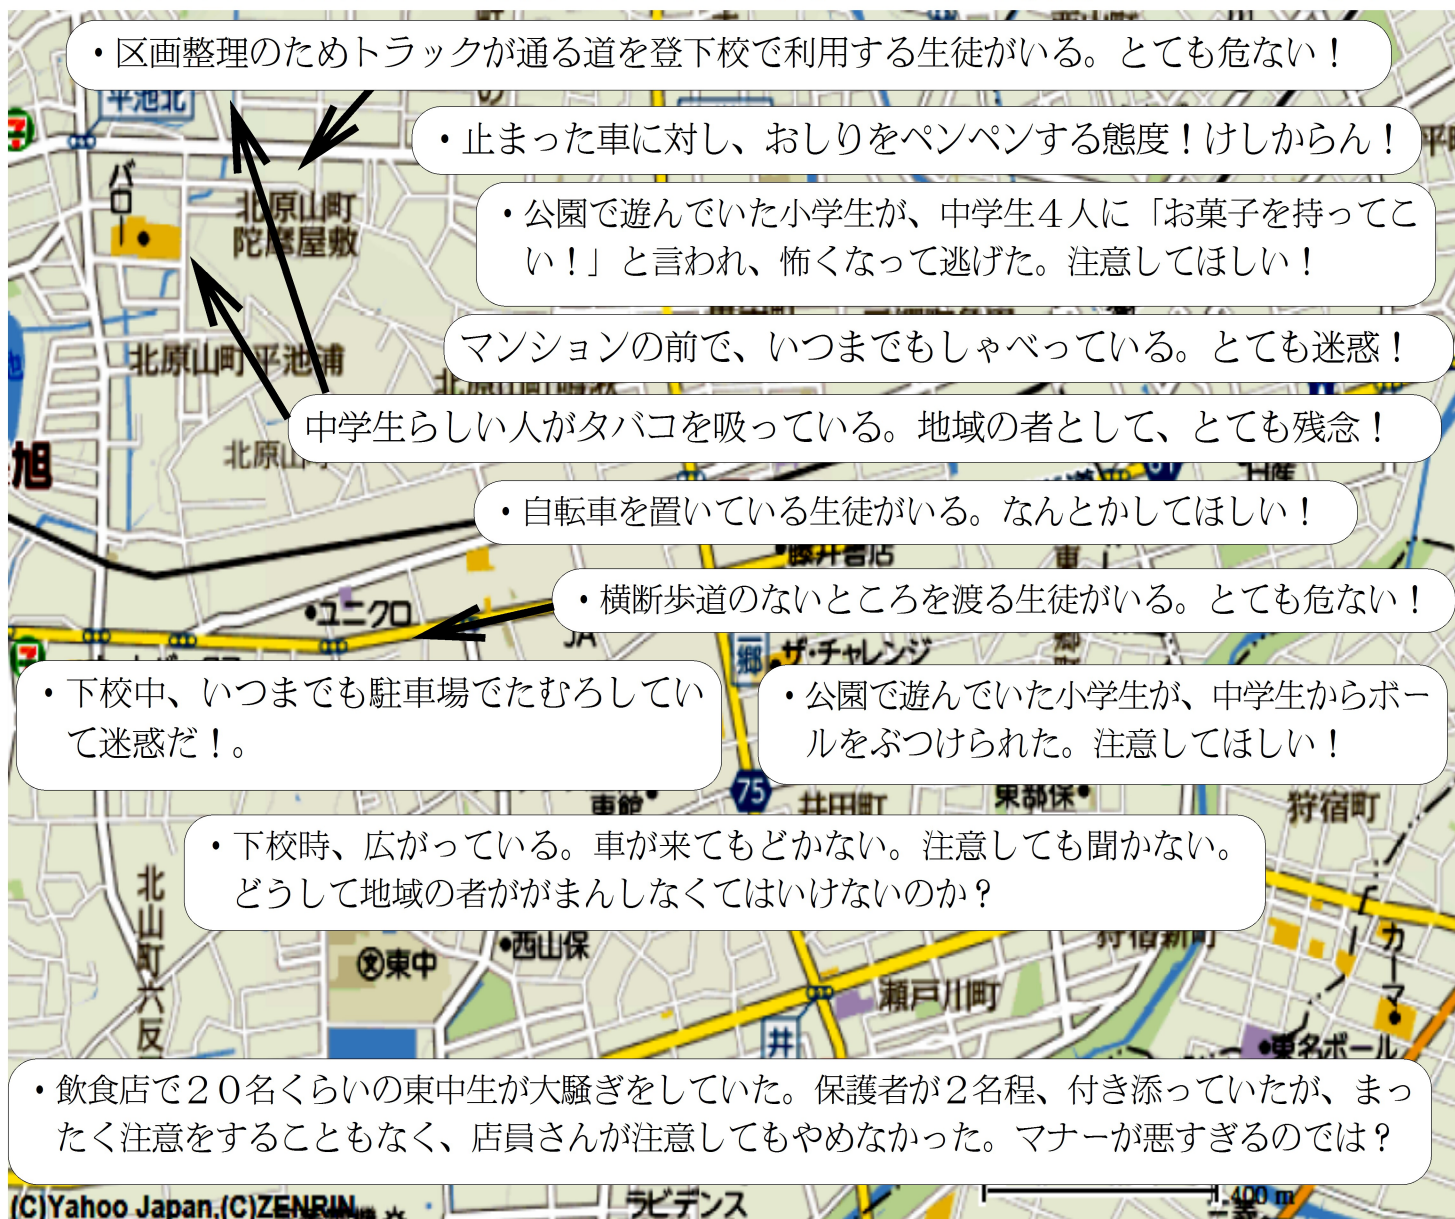 ・区画整理のためトラックが通る道を登下校で利用する生徒がいる。とても危ない！
平池北
・止まった車に対し、おしりをペンペンする態度！けしからん！
バロー
北原山町
陀摩屋敷
・公園で遊んでいた小学生が、中学生４人に「お菓子を持ってこ
い！」と言われ、怖くなって逃げた。注意してほしい！
マンションの前で、いつまでもしゃべっている。とても迷惑！
北原山町平池浦
中学生らしい人がタバコを吸っている。地域の者として、とても残念！
北原山町
旭
・自転車を置いている生徒がいる。なんとかしてほしい！
藤井書店
・横断歩道のないところを渡る生徒がいる。とても危ない！
ユニクロ
JA
ザ・チャレンジ
・下校中、いつまでも駐車場でたむろしてい
て迷惑だ！。
・公園で遊んでいた小学生が、中学生からボー
ルをぶつけられた。注意してほしい！
75
井田町
東部保
狩宿町
・下校時、広がっている。車が来てもどかない。注意しても聞かない。
どうして地域の者ががまんしなくてはいけないのか？
北山町六反
文東中
西山保
狩宿新町
瀬戸川町
カーマ
井
東名ボール
・飲食店で２０名くらいの東中生が大騒ぎをしていた。保護者が２名程、付き添っていたが、まっ
たく注意をすることもなく、店員さんが注意してもやめなかった。マナーが悪すぎるのでは？
(C)Yahoo Japan,(C)ZENRIN
ラビデンス
400 m